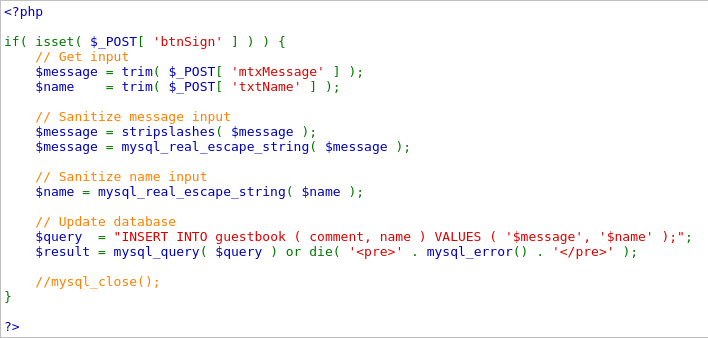 <?php
if( isset( $_POST[ 'btnSign' ] ) ) {
    // Get input
    $message = trim( $_POST[ 'mtxMessage' ] );
    $name    = trim( $_POST[ 'txtName' ] );
    // Sanitize message input
    $message = stripslashes( $message );
    $message = mysql_real_escape_string( $message );
    // Sanitize name input
    $name = mysql_real_escape_string( $name );
    // Update database
    $query  = "INSERT INTO guestbook ( comment, name ) VALUES ( '$message', '$name' );";
    $result = mysql_query( $query ) or die( '<pre>' . mysql_error() . '</pre>' );
    //mysql_close();
}
?>